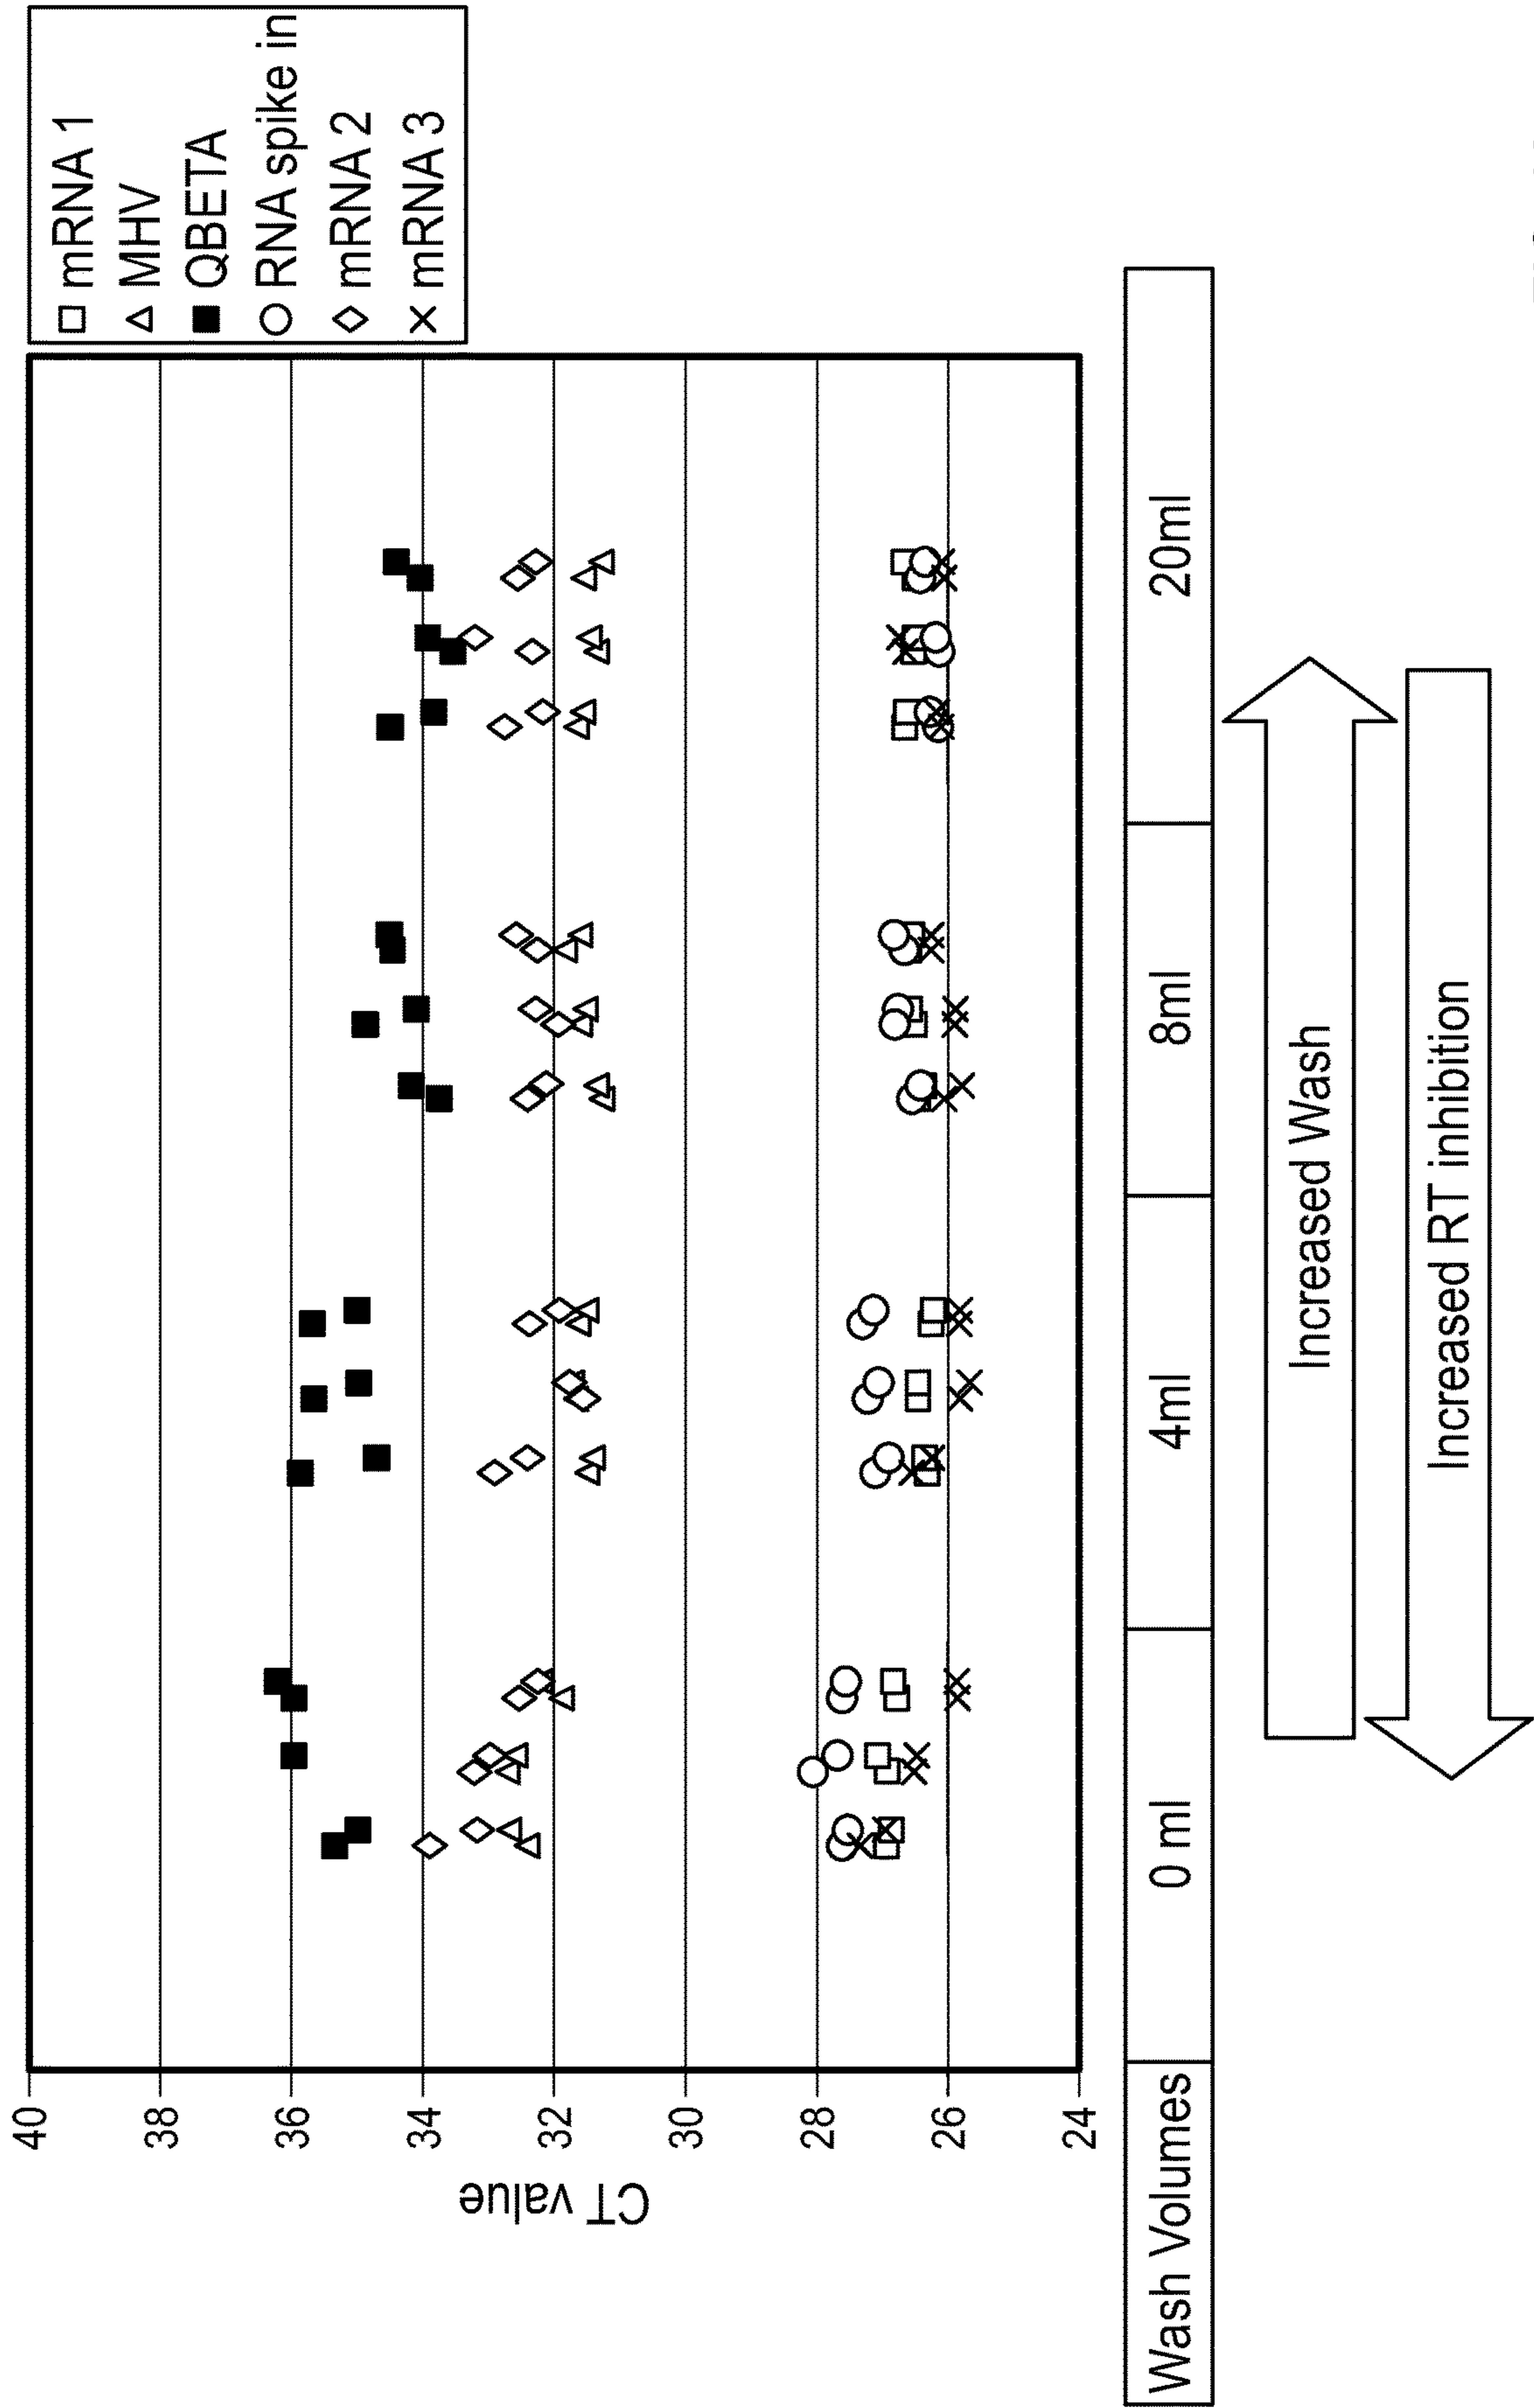 mRNA 1
MHV
QBETA
RNA spike in
mRNA 2
mRNA 3
40
38
36
34
32
30
28
26
24
CT value
Wash Volumes
0 ml
4ml
8ml
20ml
Increased Wash
Increased RT inhibition